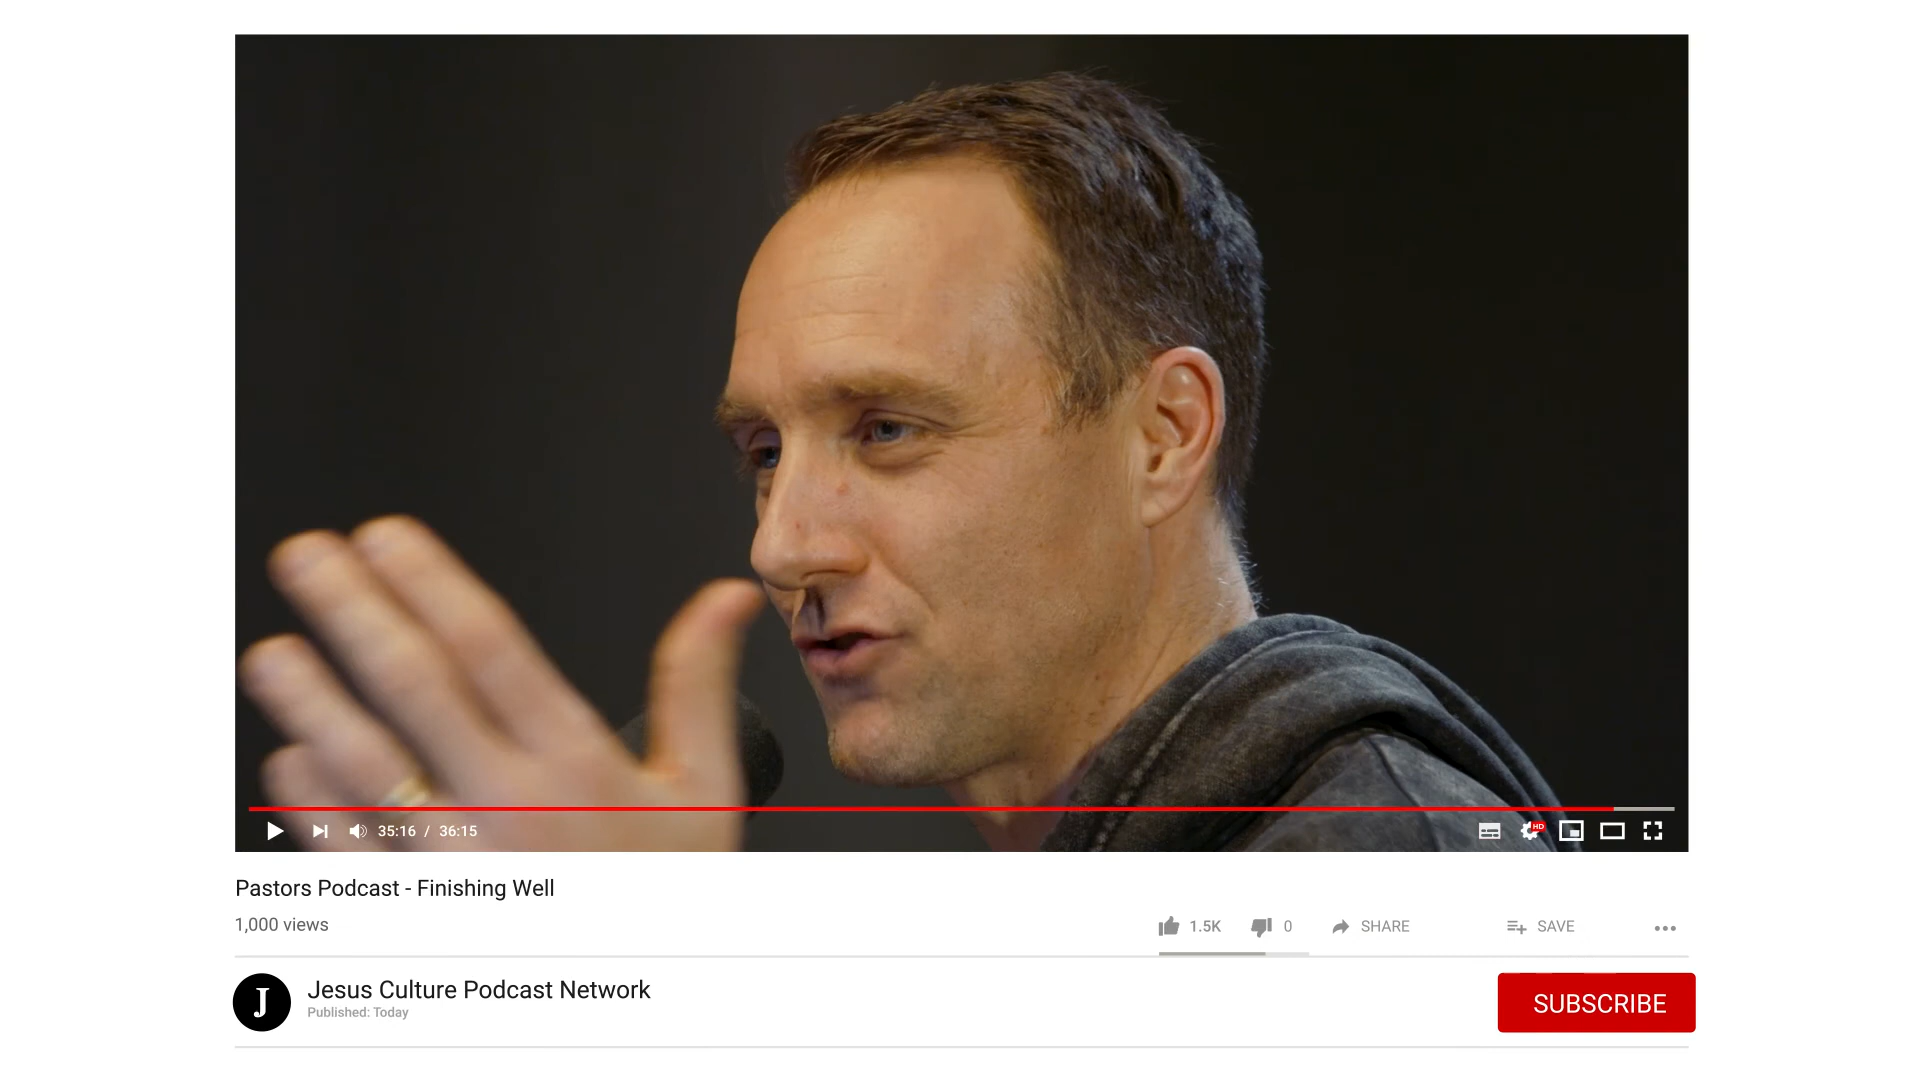 35:16 / 36:15
HD
Pastors Podcast - Finishing Well
1,000 views
1.5K
0
SHARE
SAVE
J
Jesus Culture Podcast Network
Published: Today
SUBSCRIBE